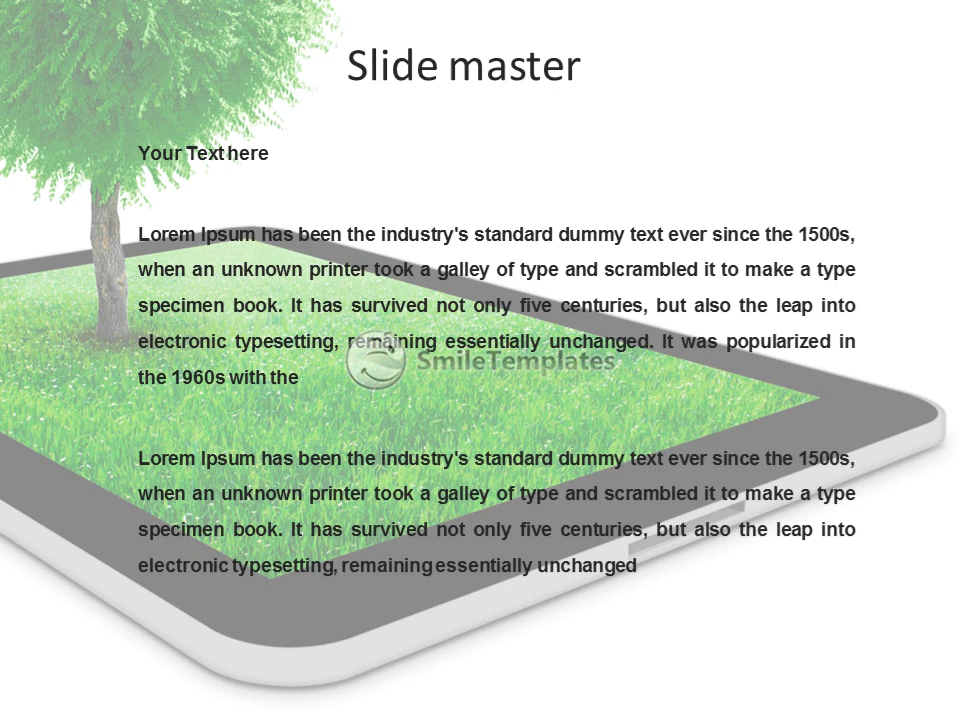 Slide master
Your Text here
Lorem Ipsum has been the industry's standard dummy text ever since the 1500s,
when an unknown printer took a galley of type and scrambled it to make a type
specimen book. It has survived not only five centuries, but also the leap into
electronic typesetting, remaining essentially unchanged. It was popularized in
SmileTemplates
the 1960s with the
Lorem Ipsum has been the industry's standard dummy text ever since the 1500s,
when an unknown printer took a galley of type and scrambled it to make a type
specimen book. It has survived not only five centuries, but also the leap into
electronic typesetting, remaining essentially unchanged